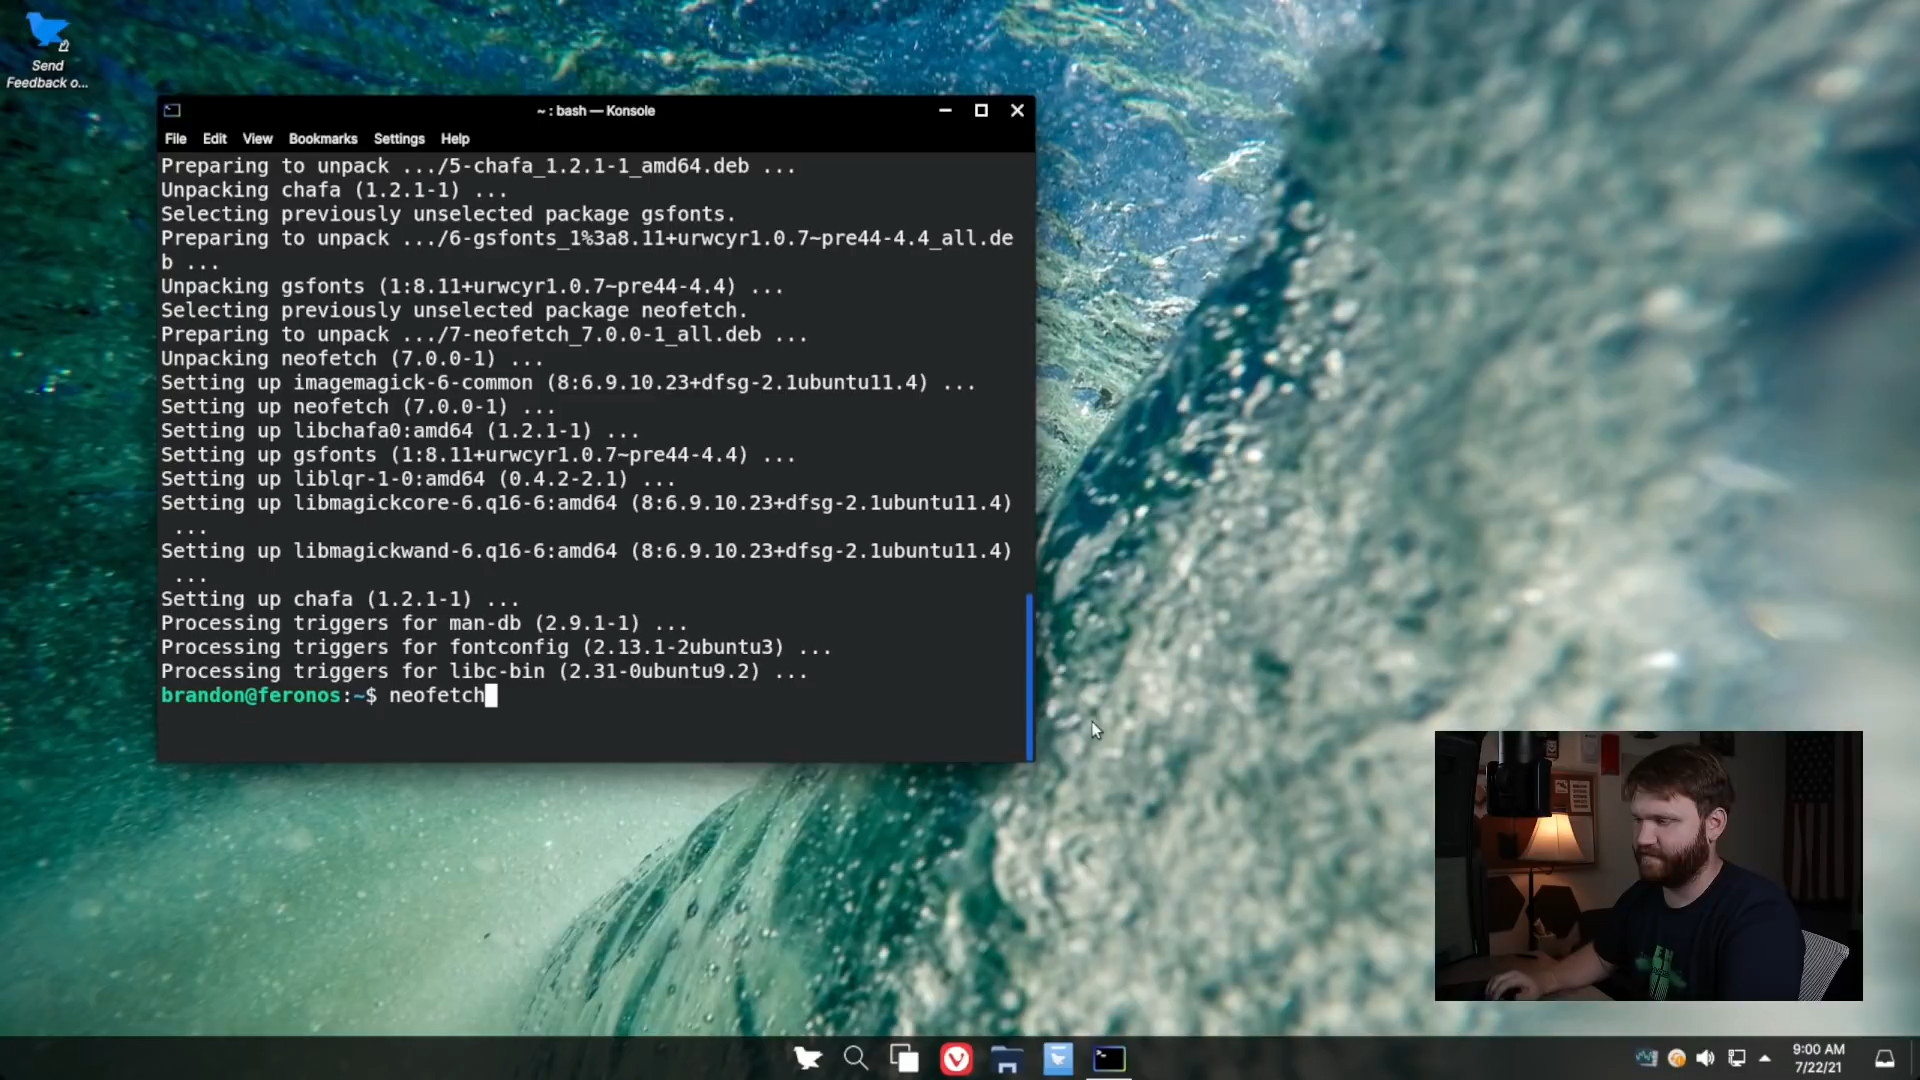 Send
Feedback o...
~ : bash — Konsole
File Edit View Bookmarks Settings Help
Preparing to unpack .../5-chafa_1.2.1-1_amd64.deb ...
Unpacking chafa (1.2.1-1) ...
Selecting previously unselected package gsfonts.
Preparing to unpack .../6-gsfonts_1%3a8.11+urwcyr1.0.7~pre44-4.4_all.de
b ...
Unpacking gsfonts (1:8.11+urwcyr1.0.7~pre44-4.4) ...
Selecting previously unselected package neofetch.
Preparing to unpack .../7-neofetch_7.0.0-1_all.deb ...
Unpacking neofetch (7.0.0-1) ...
Setting up imagemagick-6-common (8:6.9.10.23+dfsg-2.1ubuntu11.4) ...
Setting up neofetch (7.0.0-1) ...
Setting up libchafa0:amd64 (1.2.1-1) ...
Setting up gsfonts (1:8.11+urwcyr1.0.7~pre44-4.4) ...
Setting up liblqr-1-0:amd64 (0.4.2-2.1) ...
Setting up libmagickcore-6.q16-6:amd64 (8:6.9.10.23+dfsg-2.1ubuntu11.4)
...
Setting up libmagickwand-6.q16-6:amd64 (8:6.9.10.23+dfsg-2.1ubuntu11.4)
...
Setting up chafa (1.2.1-1) ...
Processing triggers for man-db (2.9.1-1) ...
Processing triggers for fontconfig (2.13.1-2ubuntu3) ...
Processing triggers for libc-bin (2.31-0ubuntu9.2) ...
brandon@feronos:~$ neofetch
9:00 AM
7/22/21